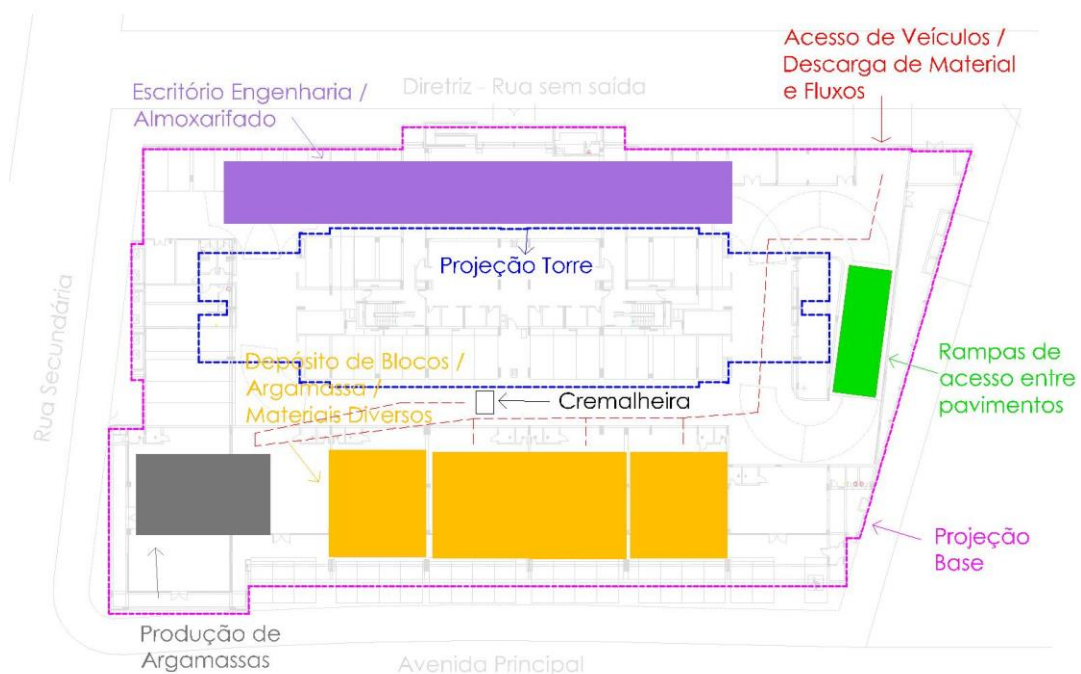 Acesso de Veículos /
Descarga de Material
e Fluxos
Escritório Engenharia /
Almoxarifado
Diretriz - Rua sem saída
Projeção Torre
Rua Secundária
Depósito de Blocos /
Argamassa /
Materiais Diversos
Cremalheira
Rampas de
acesso entre
pavimentos
Projeção
Base
Produção de
Argamassas
Avenida Principal